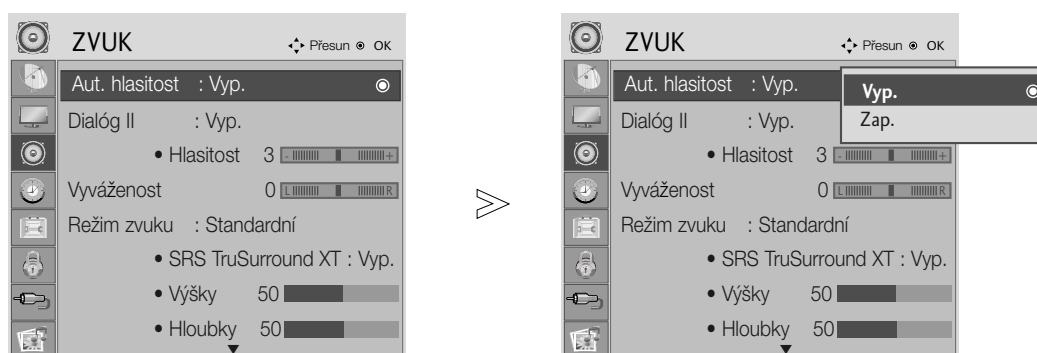 ZVUK
Přesun OK
Aut. hlasitost : Vyp.
Dialóg II : Vyp.
• Hlasitost 3 - +
Vyváženost 0 L R
Režim zvuku : Standardní
• SRS TruSurround XT : Vyp.
• Výšky 50
• Hloubky 50
ZVUK
Přesun OK
Aut. hlasitost : Vyp.
Vyp.
Zap.
Dialóg II : Vyp.
• Hlasitost 3 - +
Vyváženost 0 L R
Režim zvuku : Standardní
• SRS TruSurround XT : Vyp.
• Výšky 50
• Hloubky 50